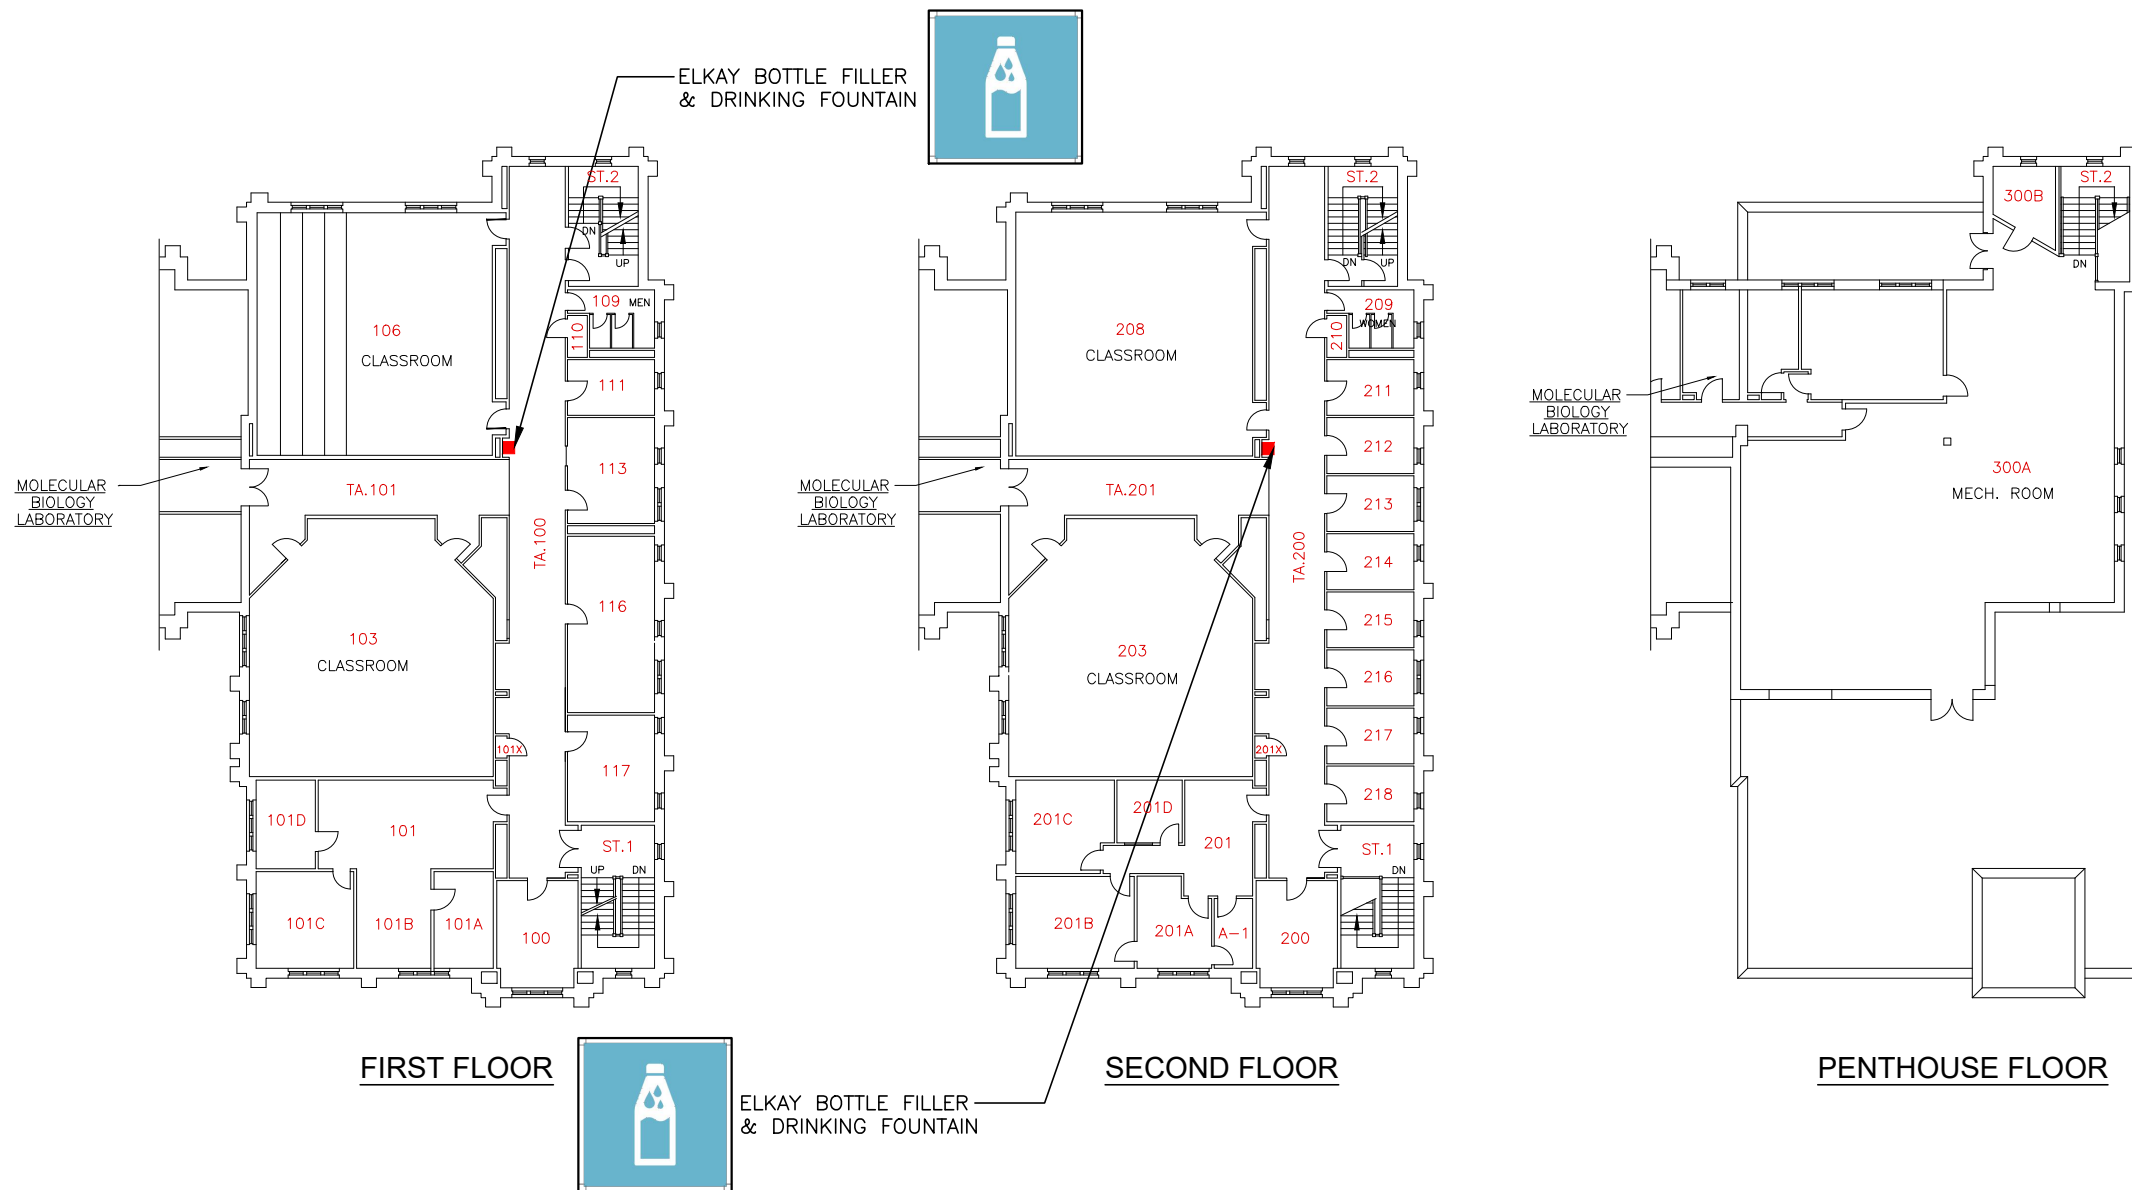 ELKAY BOTTLE FILLER
& DRINKING FOUNTAIN
ST.2
DN
UP
109 MEN
110
106
CLASSROOM
111
113
MOLECULAR
BIOLOGY
LABORATORY
TA.101
TA.100
116
103
CLASSROOM
101X
117
101D
101
ST.1
UP
DN
101C
101B
101A
100
FIRST FLOOR
ST.2
DN
UP
209
WOMEN
210
208
CLASSROOM
211
212
MOLECULAR
BIOLOGY
LABORATORY
TA.201
213
TA.200
214
215
203
CLASSROOM
216
201X
217
201C
201D
201
218
ST.1
DN
201B
201A
A-1
200
SECOND FLOOR
ELKAY BOTTLE FILLER
& DRINKING FOUNTAIN
300B
ST.2
DN
MOLECULAR
BIOLOGY
LABORATORY
300A
MECH. ROOM
PENTHOUSE FLOOR